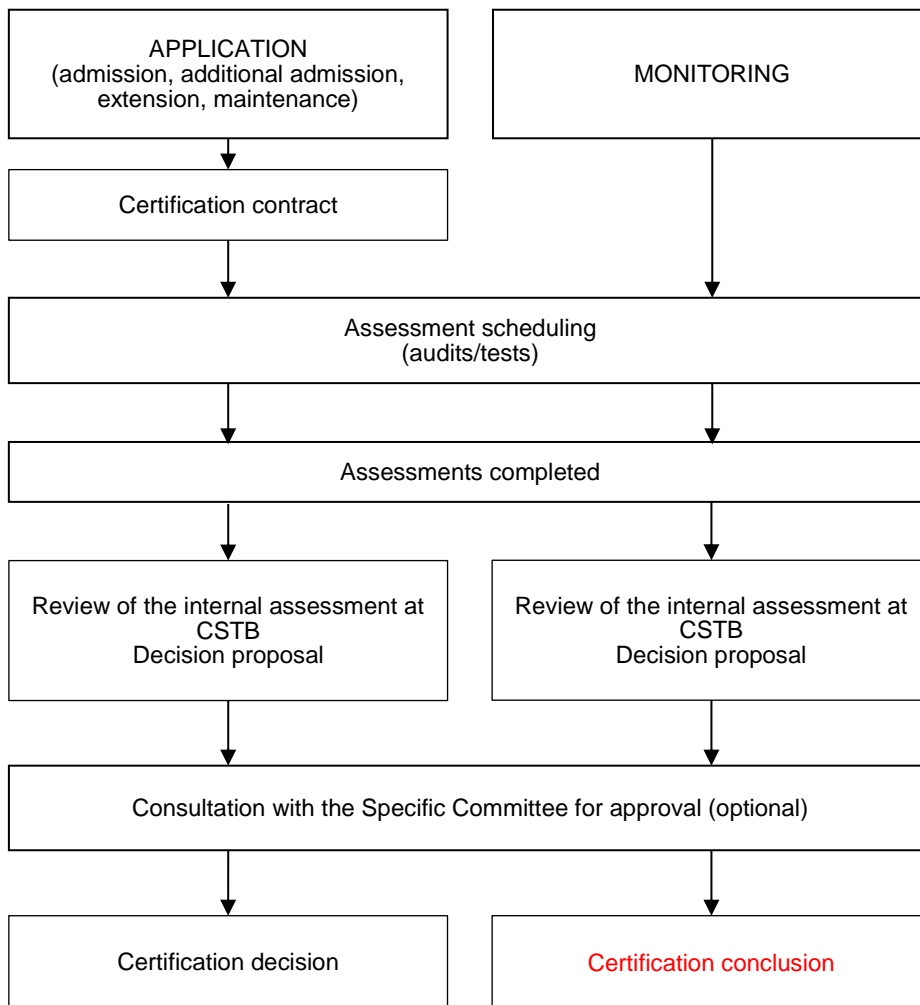 APPLICATION
(admission, additional admission,
extension, maintenance)
MONITORING
Certification contract
Assessment scheduling
(audits/tests)
Assessments completed
Review of the internal assessment at
CSTB
Decision proposal
Review of the internal assessment at
CSTB
Decision proposal
Consultation with the Specific Committee for approval (optional)
Certification decision
Certification conclusion